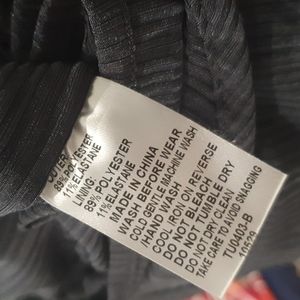 OUTER:
89% POLYESTER
11% ELASTANE
LINING:
89% POLYESTER
11% ELASTANE
MADE IN CHINA
WASH BEFORE WEAR
COLD GENTLE MACHINE WASH
/HAND WASH
COOL IRON ON REVERSE
DO NOT BLEACH
DO NOT TUMBLE DRY
DO NOT DRY CLEAN
TAKE CARE TO AVOID SNAGGING
TU0403-B
10529